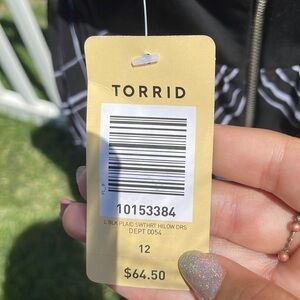 TORRID
10153384
L BLK PLAID SWTHRT HILOW DRS
DEPT 0054
12
$64.50